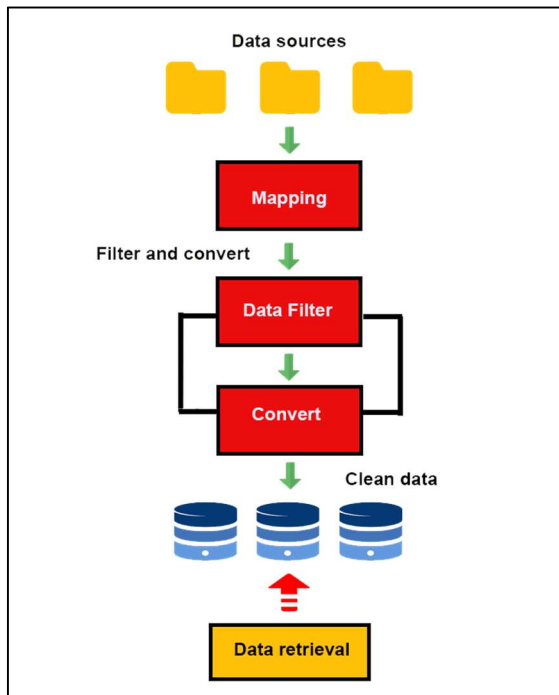 Data sources
Mapping
Filter and convert
Data Filter
Convert
Clean data
Data retrieval